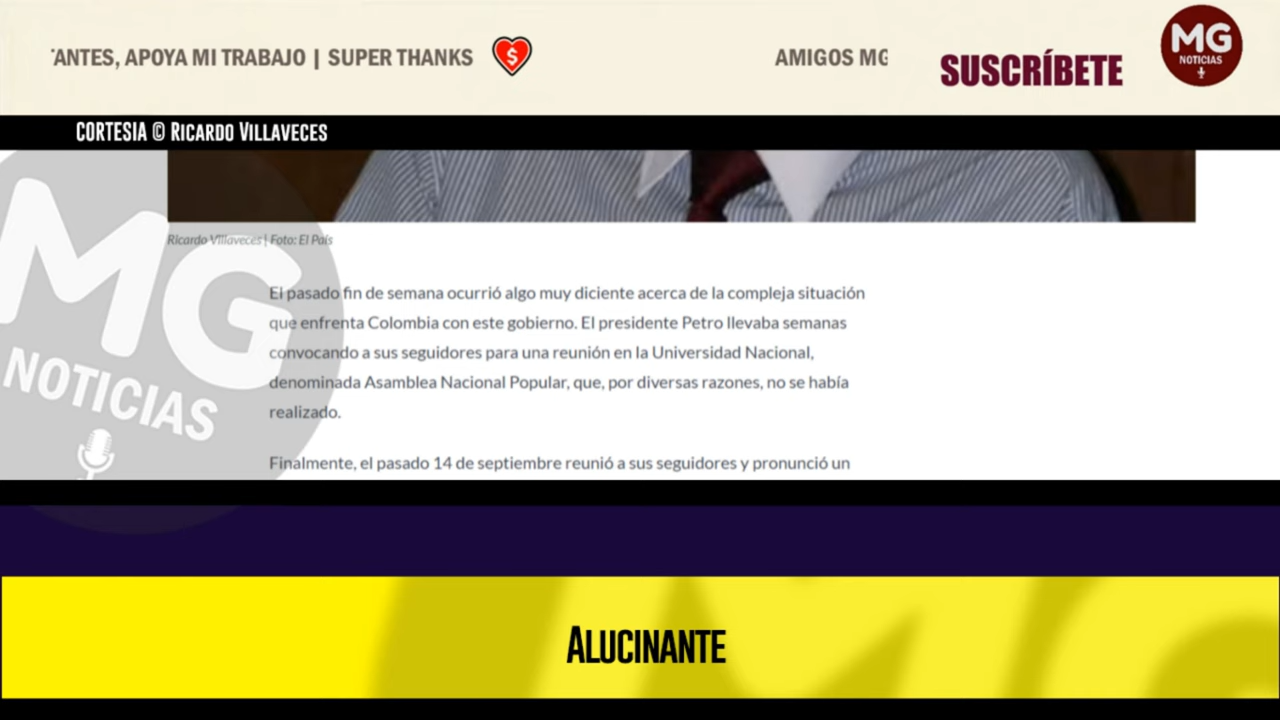 ANTES, APOYA MI TRABAJO | SUPER THANKS
$
AMIGOS MG
SUSCRÍBETE
MG
NOTICIAS
CORTESIA © RICARDO VILLAVECES
MG
NOTICIAS
Ricardo Villaveces | Foto: El País
El pasado fin de semana ocurrió algo muy diciente acerca de la compleja situación
que enfrenta Colombia con este gobierno. El presidente Petro llevaba semanas
convocando a sus seguidores para una reunión en la Universidad Nacional,
denominada Asamblea Nacional Popular, que, por diversas razones, no se había
realizado.
Finalmente, el pasado 14 de septiembre reunió a sus seguidores y pronunció un
ALUCINANTE